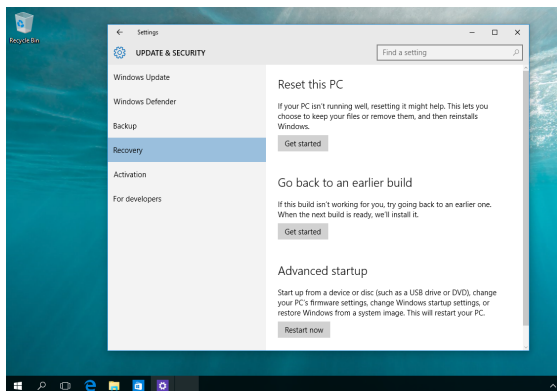 Recycle Bin
Settings
UPDATE & SECURITY
Find a setting
Windows Update
Windows Defender
Backup
Recovery
Activation
For developers
Reset this PC
If your PC isn't running well, resetting it might help. This lets you
choose to keep your files or remove them, and then reinstalls
Windows.
Get started
Go back to an earlier build
If this build isn't working for you, try going back to an earlier one.
When the next build is ready, we'll install it.
Get started
Advanced startup
Start up from a device or disc (such as a USB drive or DVD), change
your PC's firmware settings, change Windows startup settings, or
restore Windows from a system image. This will restart your PC.
Restart now